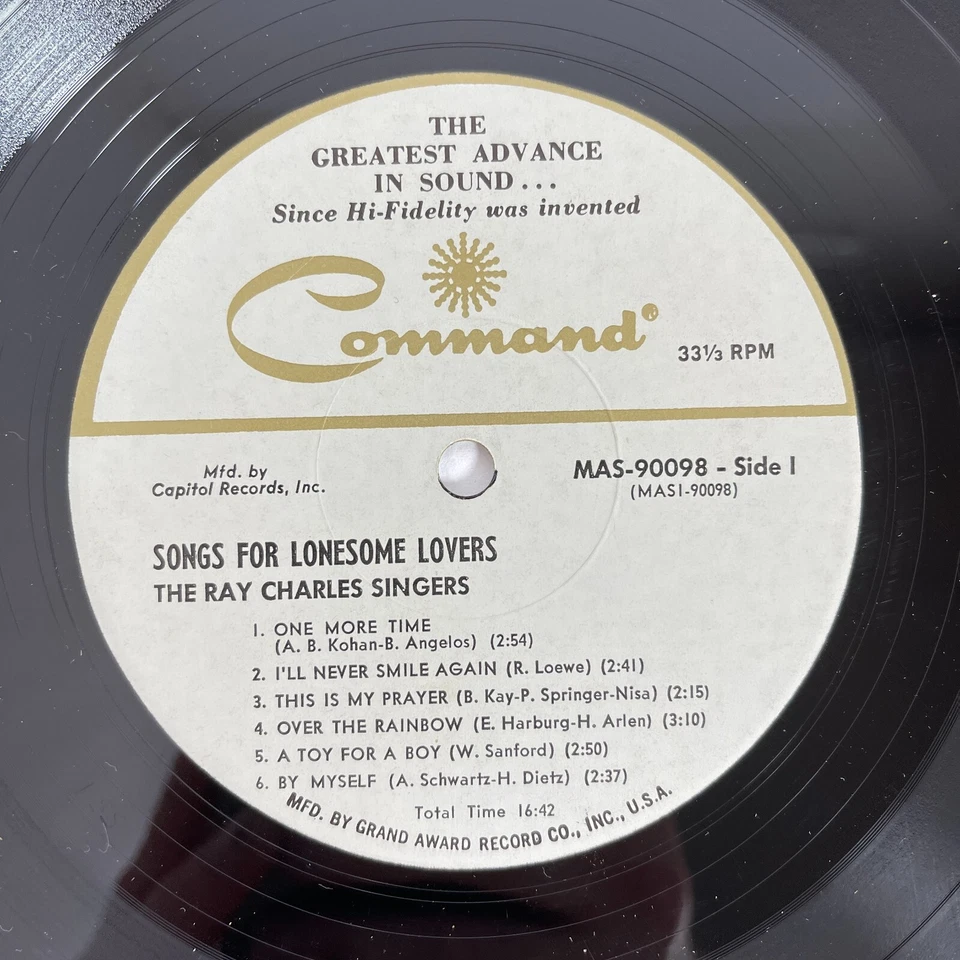 THE
GREATEST ADVANCE
IN SOUND...
Since Hi-Fidelity was invented
Command®
33⅓ RPM
Mfd. by
Capitol Records, Inc.
MAS-90098 - Side 1
(MAS1-90098)
SONGS FOR LONESOME LOVERS
THE RAY CHARLES SINGERS
1. ONE MORE TIME
(A. B. Kohan-B. Angelos) (2:54)
2. I'LL NEVER SMILE AGAIN (R. Loewe) (2:41)
3. THIS IS MY PRAYER (B. Kay-P. Springer-Nisa) (2:15)
4. OVER THE RAINBOW (E. Harburg-H. Arlen) (3:10)
5. A TOY FOR A BOY (W. Sanford) (2:50)
6. BY MYSELF (A. Schwartz-H. Dietz) (2:37)
Total Time 16:42
MFD. BY GRAND AWARD RECORD CO., INC., U.S.A.